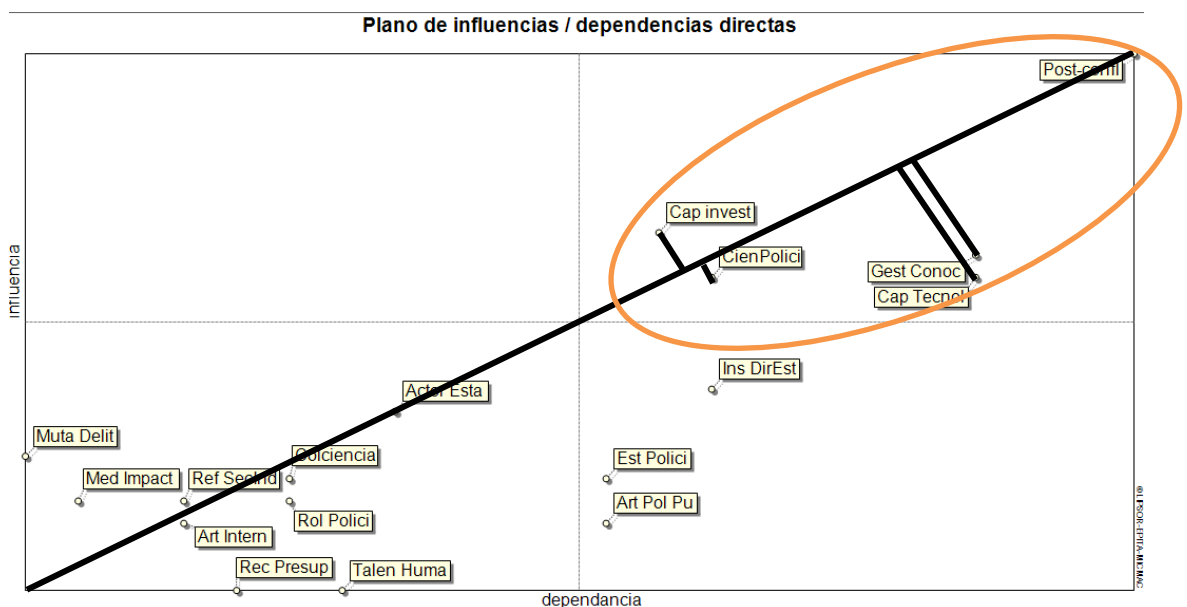 Plano de influencias / dependencias directas
Post-confl
Cap invest
CienPolici
Gest Conoc
Cap Tecnol
influencia
Ins DirEst
Actor Esta
Muta Delit
Colciencia
Est Polici
Med Impact
Ref SecInd
Art Pol Pu
Rol Polici
Art Intern
Rec Presup
Talen Huma
dependancia
©LIPSOR-EPITA-MICMAC